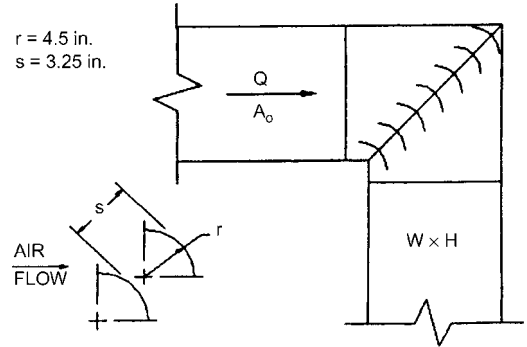 r = 4.5 in.
s = 3.25 in.
Q
A₀
s
r
AIR
FLOW
W × H